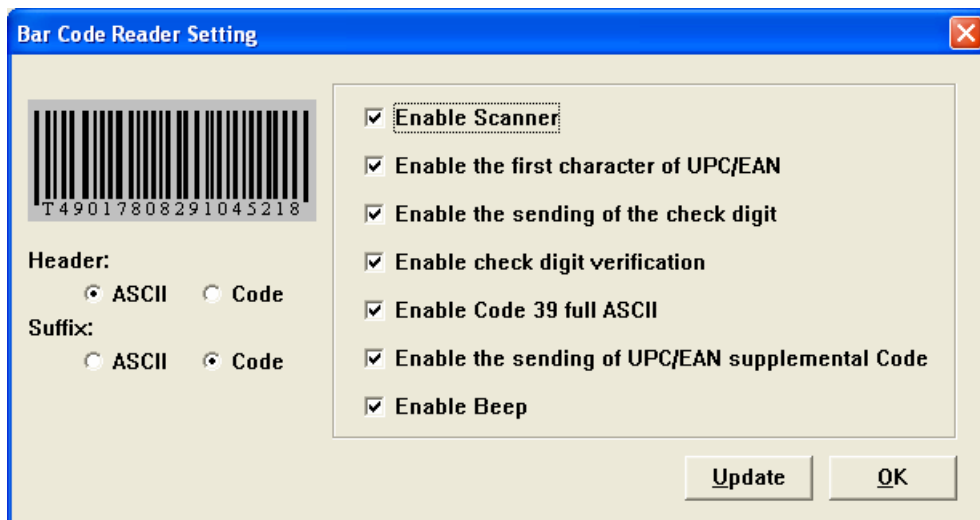 Bar Code Reader Setting
T49017808291045218
Header:
ASCII Code
Suffix:
ASCII Code
Enable Scanner
Enable the first character of UPC/EAN
Enable the sending of the check digit
Enable check digit verification
Enable Code 39 full ASCII
Enable the sending of UPC/EAN supplemental Code
Enable Beep
Update OK